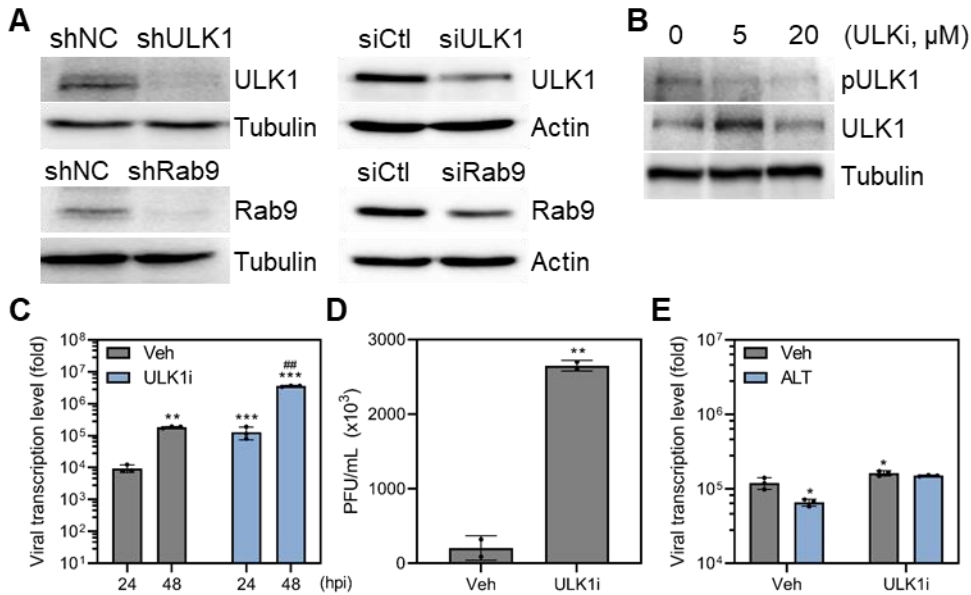 A
shNC shULK1
ULK1
Tubulin
shNC shRab9
Rab9
Tubulin
siCtl siULK1
ULK1
Actin
siCtl siRab9
Rab9
Actin
B
0 5 20 (ULKi, μM)
pULK1
ULK1
Tubulin
C
Viral transcription level (fold)
10⁸
10⁷
10⁶
10⁵
10⁴
10³
10²
10¹
Veh
ULK1i
**
***
##
***
24 48 24 48 (hpi)
D
PFU/mL (x10³)
3000
2000
1000
0
**
Veh ULK1i
E
Viral transcription level (fold)
10⁷
10⁶
10⁵
10⁴
Veh
ALT
*
*
Veh ULK1i